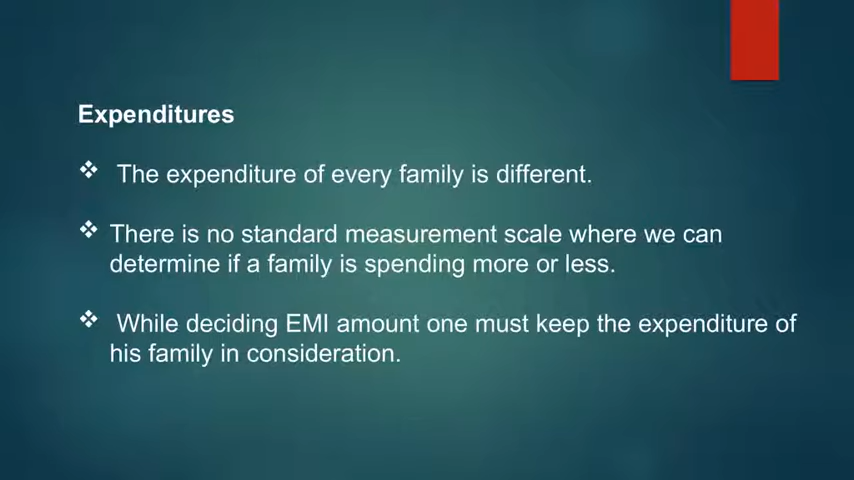 Expenditures
❖ The expenditure of every family is different.
❖ There is no standard measurement scale where we can
determine if a family is spending more or less.
❖ While deciding EMI amount one must keep the expenditure of
his family in consideration.